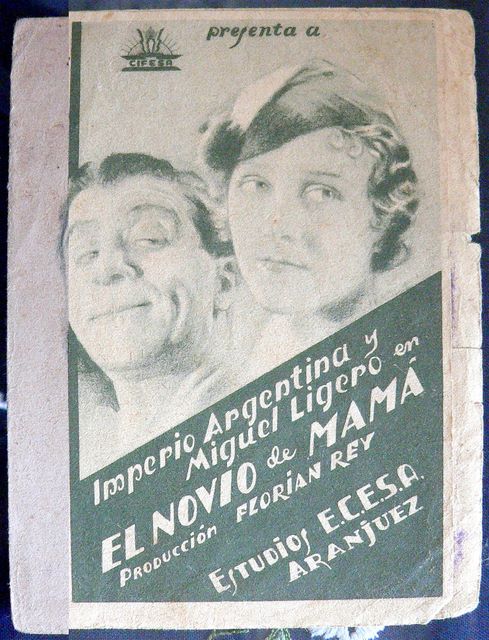 presenta a
CIFESA
Imperio Argentina y
Miguel Ligero en
EL NOVIO de MAMÁ
PRODUCCIÓN FLORIAN REY
ESTUDIOS E.C.E.S.A.
ARANJUEZ